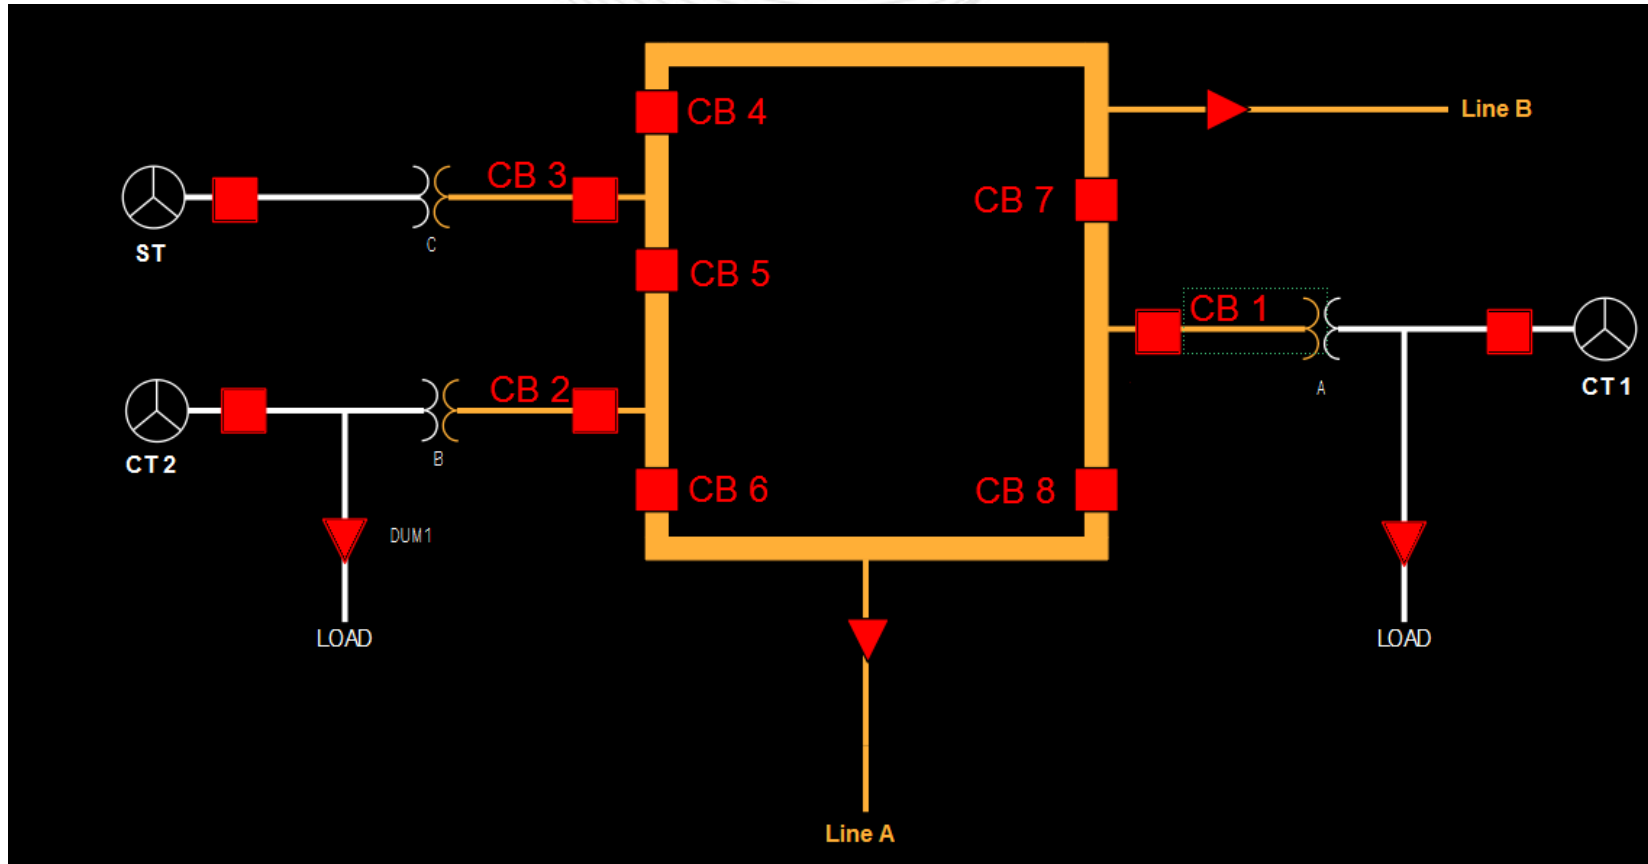 CB 4
Line B
CB 3
CB 7
ST
C
CB 5
CB 1
CB 2
A
CT 1
CT 2
B
CB 6
CB 8
DUM1
LOAD
LOAD
Line A